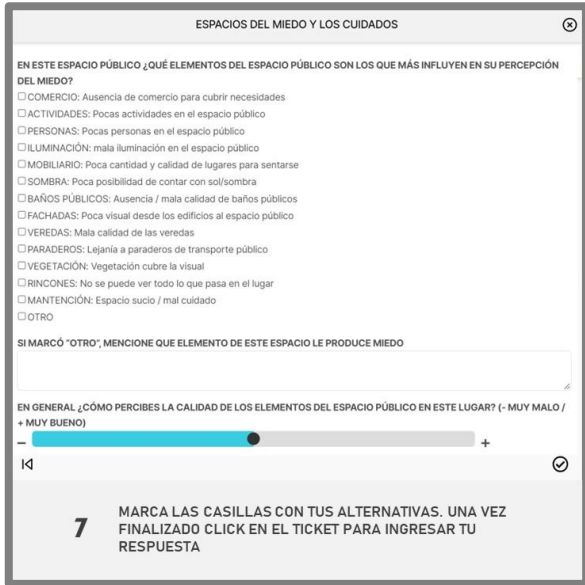 ESPACIOS DEL MIEDO Y LOS CUIDADOS
EN ESTE ESPACIO PÚBLICO ¿QUÉ ELEMENTOS DEL ESPACIO PÚBLICO SON LOS QUE MÁS INFLUYEN EN SU PERCEPCIÓN
DEL MIEDO?
COMERCIO: Ausencia de comercio para cubrir necesidades
ACTIVIDADES: Pocas actividades en el espacio público
PERSONAS: Pocas personas en el espacio público
ILUMINACIÓN: mala iluminación en el espacio público
MOBILIARIO: Poca cantidad y calidad de lugares para sentarse
SOMBRA: Poca posibilidad de contar con sol/sombra
BAÑOS PÚBLICOS: Ausencia / mala calidad de baños públicos
FACHADAS: Poca visual desde los edificios al espacio público
VEREDAS: Mala calidad de las veredas
PARADEROS: Lejanía a paraderos de transporte público
VEGETACIÓN: Vegetación cubre la visual
RINCONES: No se puede ver todo lo que pasa en el lugar
MANTENCIÓN: Espacio sucio / mal cuidado
OTRO
SI MARCÓ "OTRO", MENCIONE QUE ELEMENTO DE ESTE ESPACIO LE PRODUCE MIEDO
EN GENERAL ¿CÓMO PERCIBES LA CALIDAD DE LOS ELEMENTOS DEL ESPACIO PÚBLICO EN ESTE LUGAR? (- MUY MALO /
+ MUY BUENO)
– +
7 MARCA LAS CASILLAS CON TUS ALTERNATIVAS. UNA VEZ
FINALIZADO CLICK EN EL TICKET PARA INGRESAR TU
RESPUESTA